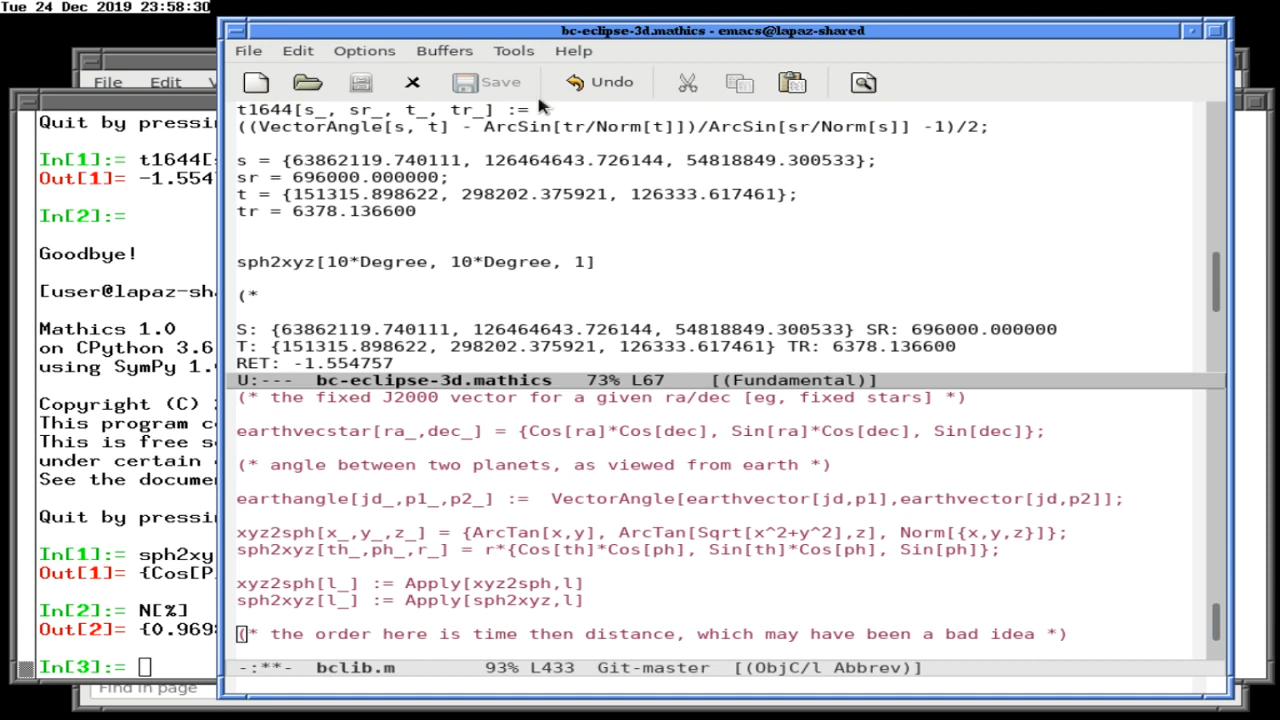 Tue 24 Dec 2019 23:58:30
bc-eclipse-3d.mathics - emacs@lapaz-shared
File Edit Options Buffers Tools Help
Save Undo
t1644[s_, sr_, t_, tr_] :=
((VectorAngle[s, t] - ArcSin[tr/Norm[t]])/ArcSin[sr/Norm[s]] -1)/2;
s = {63862119.740111, 126464643.726144, 54818849.300533};
sr = 696000.000000;
t = {151315.898622, 298202.375921, 126333.617461};
tr = 6378.136600
sph2xyz[10*Degree, 10*Degree, 1]
(*
S: {63862119.740111, 126464643.726144, 54818849.300533} SR: 696000.000000
T: {151315.898622, 298202.375921, 126333.617461} TR: 6378.136600
RET: -1.554757
U:--- bc-eclipse-3d.mathics 73% L67 [(Fundamental)]
(* the fixed J2000 vector for a given ra/dec [eg, fixed stars] *)
earthvecstar[ra_,dec_] = {Cos[ra]*Cos[dec], Sin[ra]*Cos[dec], Sin[dec]};
(* angle between two planets, as viewed from earth *)
earthangle[jd_,p1_,p2_] := VectorAngle[earthvector[jd,p1],earthvector[jd,p2]];
xyz2sph[x_,y_,z_] = {ArcTan[x,y], ArcTan[Sqrt[x^2+y^2],z], Norm[{x,y,z}]};
sph2xyz[th_,ph_,r_] = r*{Cos[th]*Cos[ph], Sin[th]*Cos[ph], Sin[ph]};
xyz2sph[l_] := Apply[xyz2sph,l]
sph2xyz[l_] := Apply[sph2xyz,l]
(* the order here is time then distance, which may have been a bad idea *)
-:**- bclib.m 93% L433 Git-master [(ObjC/l Abbrev)]
File Edit
Quit by pressin
In[1]:= t1644[s
Out[1]= -1.554
In[2]:=
Goodbye!
[user@lapaz-sha
Mathics 1.0
on CPython 3.6
using SymPy 1.
Copyright (C)
This program c
This is free s
under certain
See the docume
Quit by pressin
In[1]:= sph2xy
Out[1]= {Cos[P
In[2]:= N[%]
Out[2]= {0.969
In[3]:=
Find in page